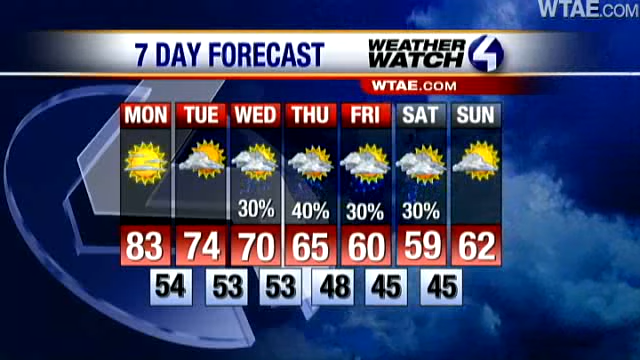 WTAE.COM
7 DAY FORECAST
WEATHER WATCH 4
WTAE.COM
MON TUE WED THU FRI SAT SUN
30% 40% 30% 30%
83 74 70 65 60 59 62
54 53 53 48 45 45